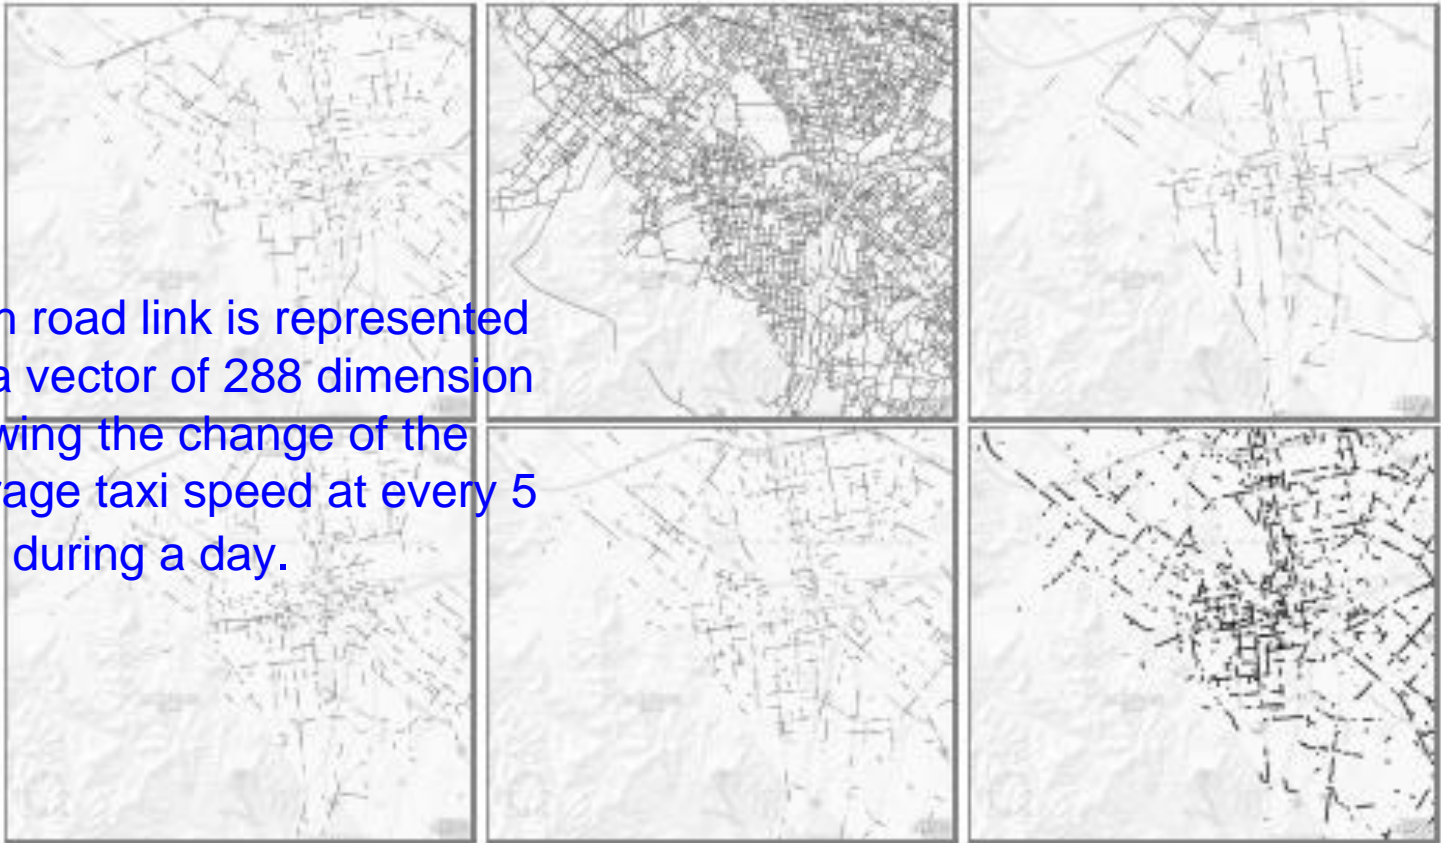 road link is represented
a vector of 288 dimension
wing the change of the
rage taxi speed at every 5
during a day.